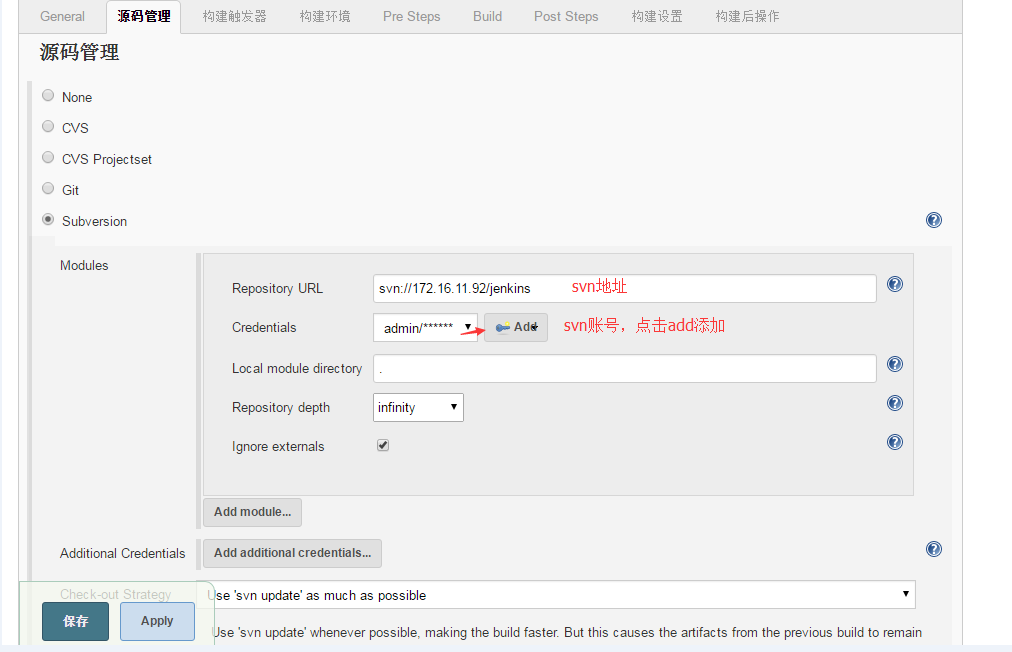 General 源码管理 构建触发器 构建环境 Pre Steps Build Post Steps 构建设置 构建后操作
源码管理
None
CVS
CVS Projectset
Git
Subversion
Modules
Repository URL svn://172.16.11.92/jenkins svn地址
Credentials admin/****** Add svn账号，点击add添加
Local module directory .
Repository depth infinity
Ignore externals
Add module...
Additional Credentials Add additional credentials...
Check-out Strategy Use 'svn update' as much as possible
保存 Apply
Use 'svn update' whenever possible, making the build faster. But this causes the artifacts from the previous build to remain